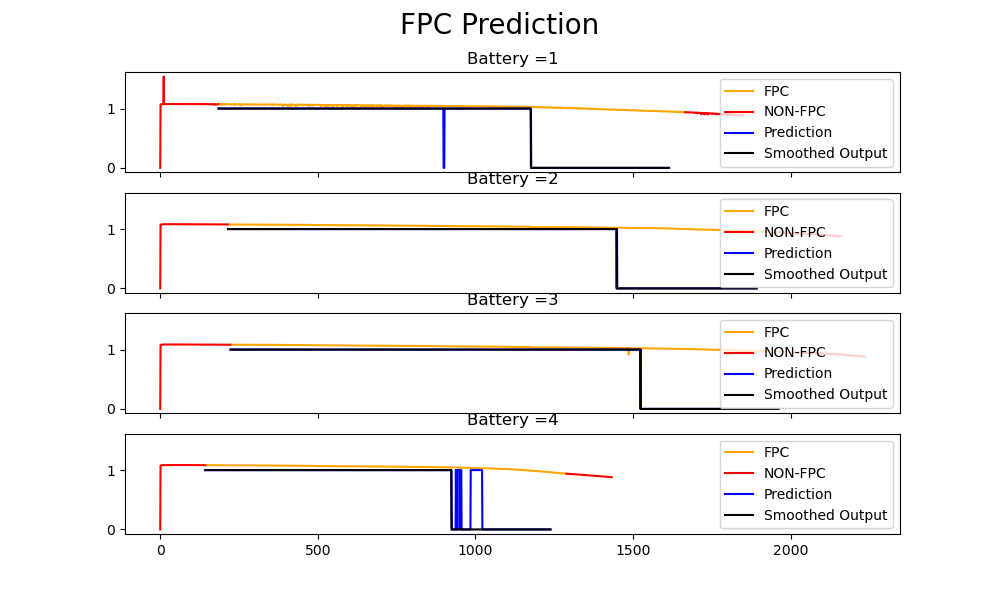 FPC Prediction
Battery =1
1
0
FPC
NON-FPC
Prediction
Smoothed Output
Battery =2
1
0
FPC
NON-FPC
Prediction
Smoothed Output
Battery =3
1
0
FPC
NON-FPC
Prediction
Smoothed Output
Battery =4
1
0
FPC
NON-FPC
Prediction
Smoothed Output
0 500 1000 1500 2000